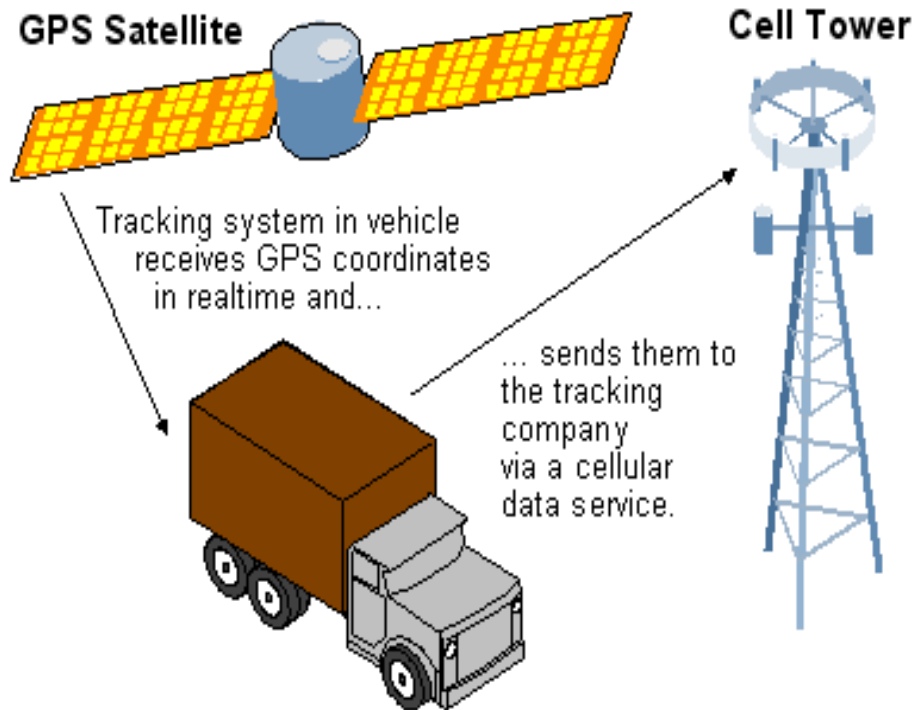 GPS Satellite
Cell Tower
Tracking system in vehicle
receives GPS coordinates
in realtime and...
... sends them to
the tracking
company
via a cellular
data service.